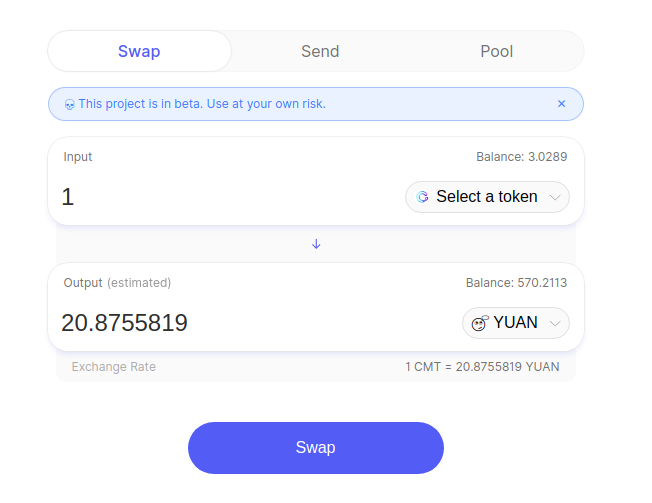 Swap Send Pool
💀 This project is in beta. Use at your own risk. ✕
Input Balance: 3.0289
1 Select a token
↓
Output (estimated) Balance: 570.2113
20.8755819 YUAN
Exchange Rate 1 CMT = 20.8755819 YUAN
Swap